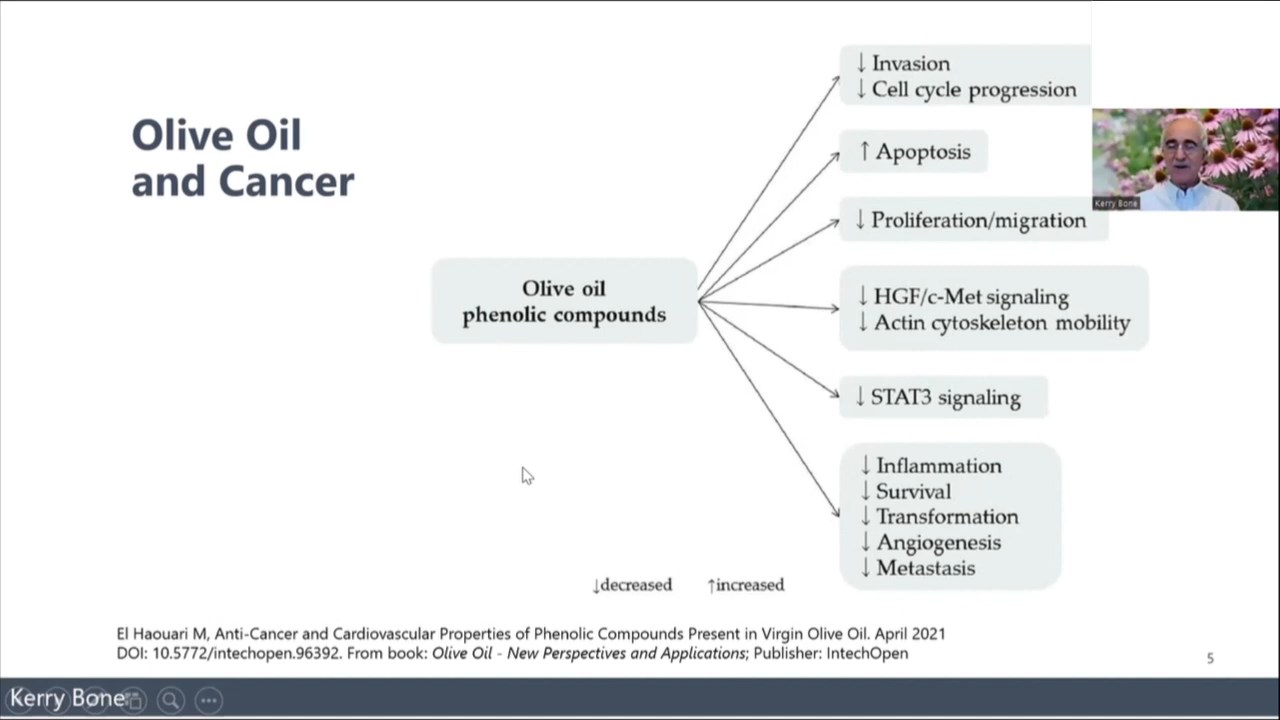 Olive Oil
and Cancer
Olive oil
phenolic compounds
↓ Invasion
↓ Cell cycle progression
↑ Apoptosis
↓ Proliferation/migration
↓ HGF/c-Met signaling
↓ Actin cytoskeleton mobility
↓ STAT3 signaling
↓ Inflammation
↓ Survival
↓ Transformation
↓ Angiogenesis
↓ Metastasis
↓decreased ↑increased
Kerry Bone
El Haouari M, Anti-Cancer and Cardiovascular Properties of Phenolic Compounds Present in Virgin Olive Oil. April 2021
DOI: 10.5772/intechopen.96392. From book: Olive Oil - New Perspectives and Applications; Publisher: IntechOpen
5
Kerry Bone